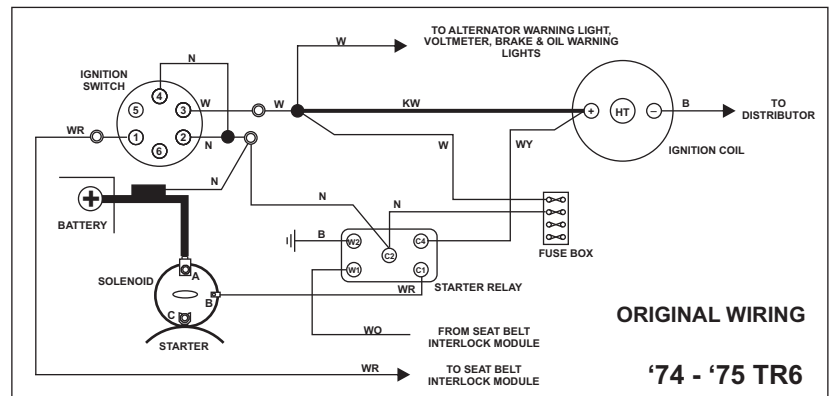 TO ALTERNATOR WARNING LIGHT,
VOLTMETER, BRAKE & OIL WARNING
LIGHTS
W
N
IGNITION
SWITCH
4
5
3
W
W
KW
+
HT
−
B
TO
DISTRIBUTOR
WR
1
2
N
6
W
WY
IGNITION COIL
N
N
N
BATTERY
+
FUSE BOX
B
W2
C2
C4
W1
C1
SOLENOID
A
B
C
WR
STARTER RELAY
STARTER
WO
FROM SEAT BELT
INTERLOCK MODULE
WR
TO SEAT BELT
INTERLOCK MODULE
ORIGINAL WIRING
‘74 - ‘75 TR6